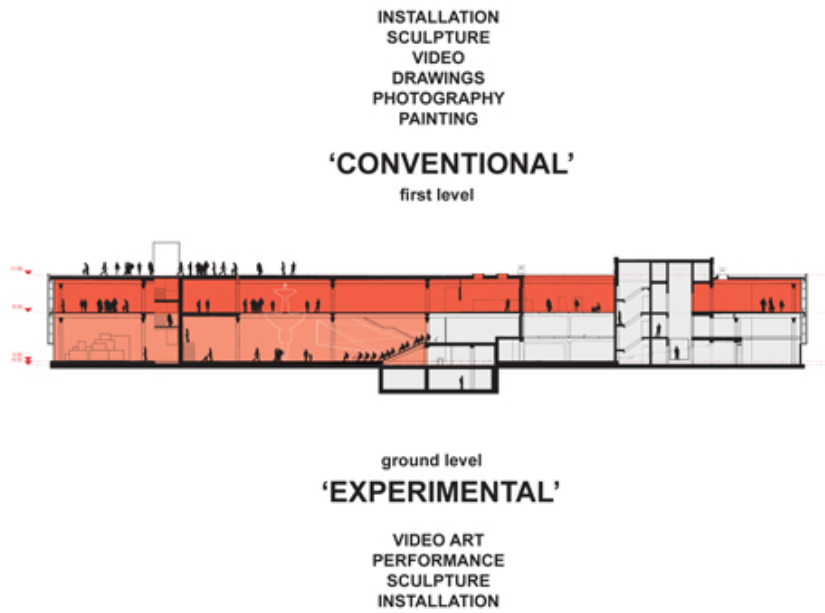 INSTALLATION
SCULPTURE
VIDEO
DRAWINGS
PHOTOGRAPHY
PAINTING
‘CONVENTIONAL’
first level
ground level
‘EXPERIMENTAL’
VIDEO ART
PERFORMANCE
SCULPTURE
INSTALLATION